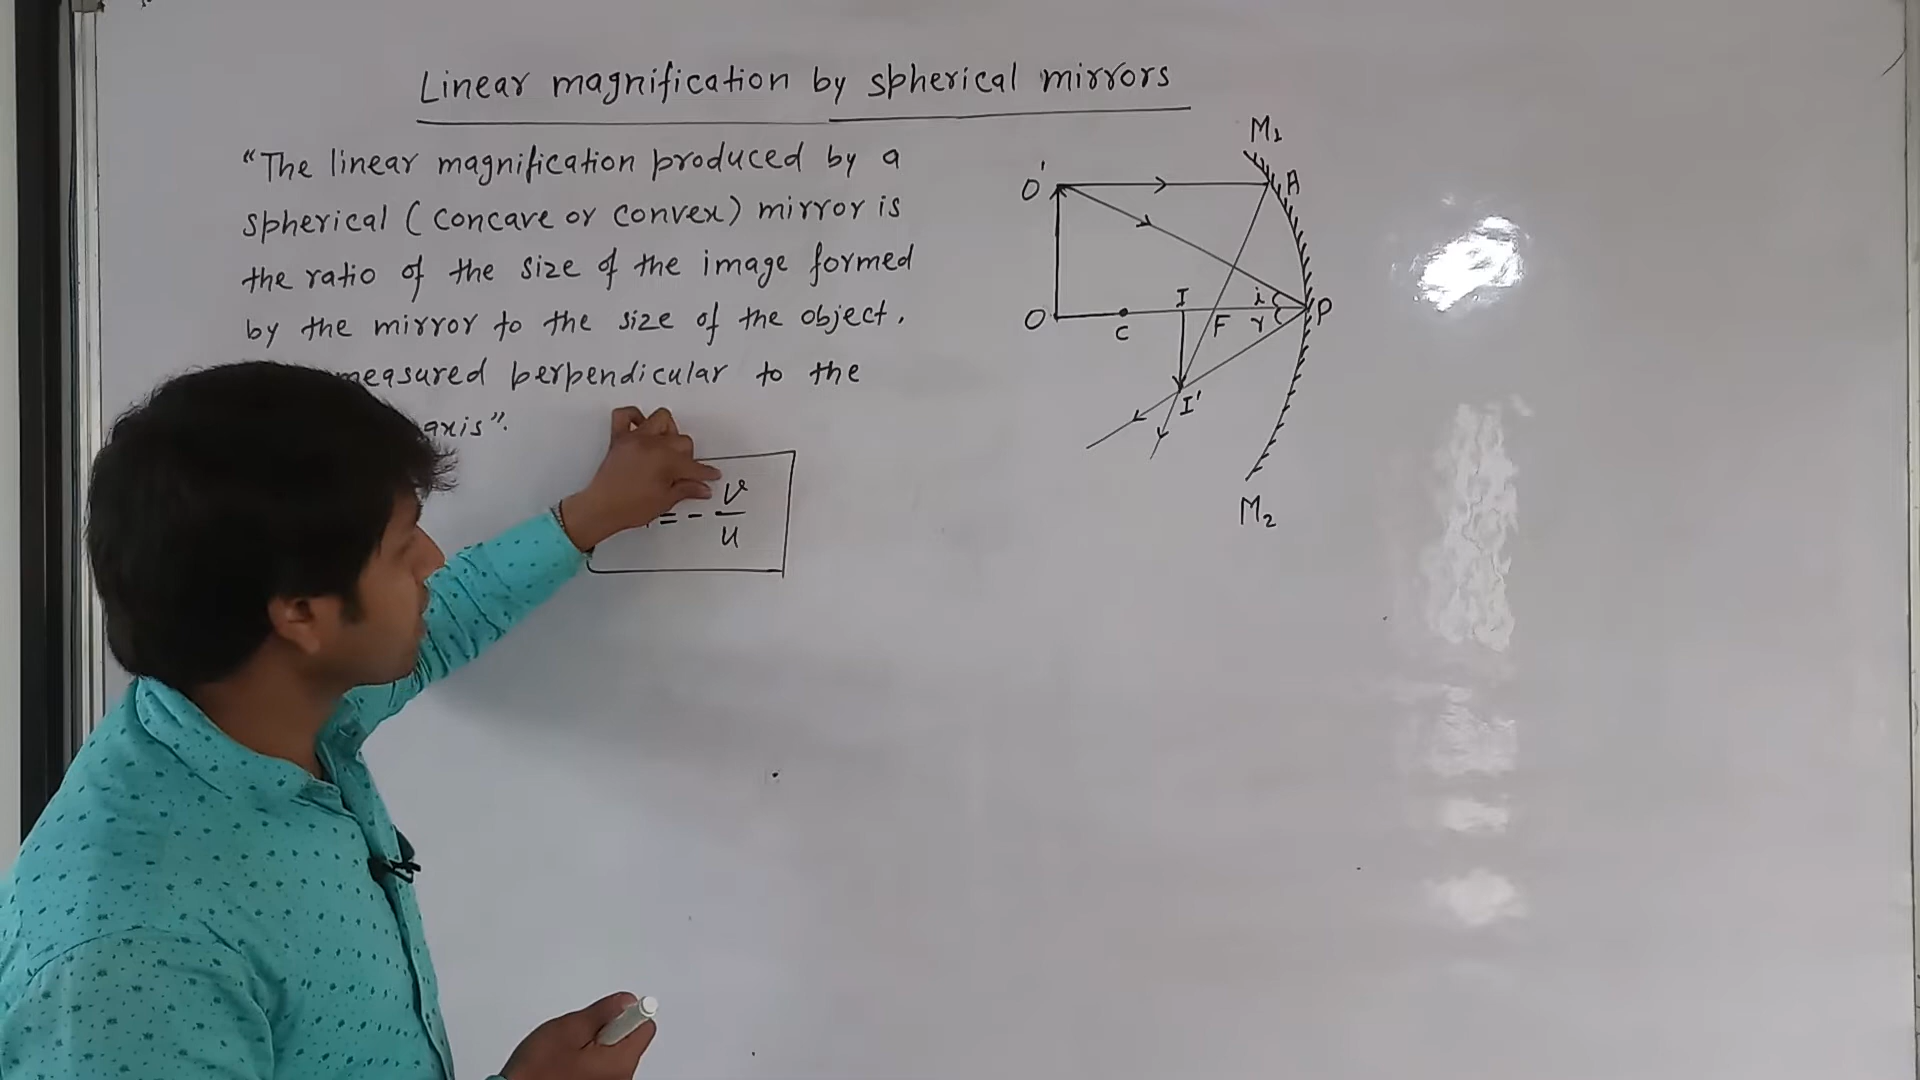 Linear magnification by spherical mirrors
"The linear magnification produced by a
spherical (concave or convex) mirror is
the ratio of the size of the image formed
by the mirror to the size of the object,
measured berpendicular to the
axis".
= - v/u
M1
O'
A
I
i
P
O
C
F
r
I'
M2